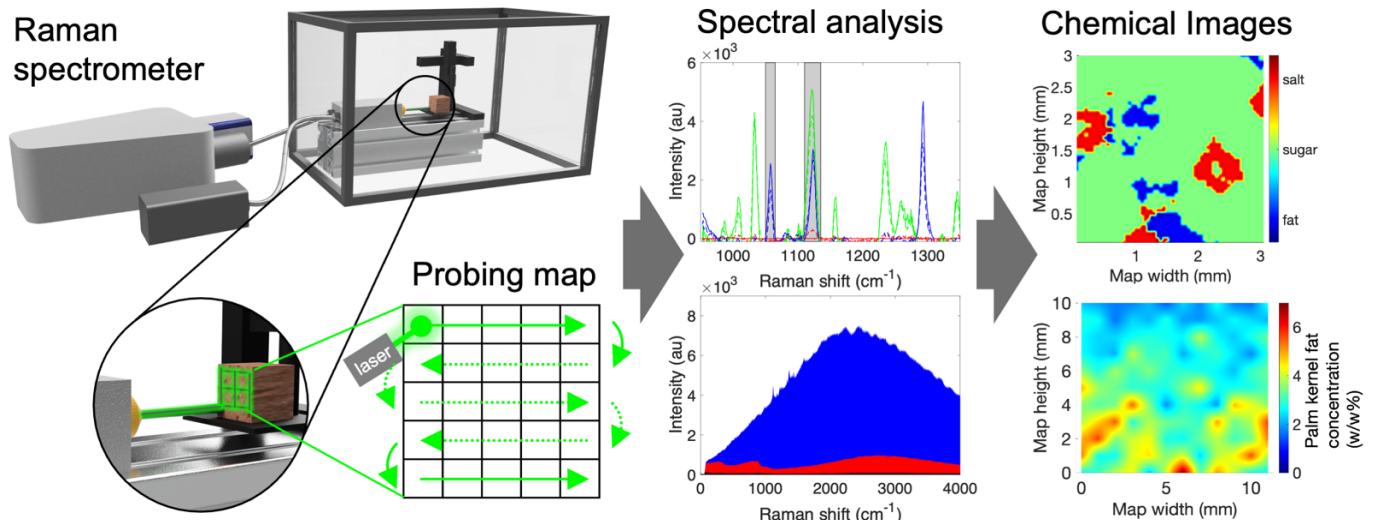 Raman
spectrometer
Probing map
laser
Spectral analysis
×10³
6
4
2
0
Intensity (au)
1000 1100 1200 1300
Raman shift (cm⁻¹)
×10³
8
6
4
2
0
Intensity (au)
0 1000 2000 3000 4000
Raman shift (cm⁻¹)
Chemical Images
3
2.5
2
1.5
1
0.5
Map height (mm)
1 2 3
Map width (mm)
salt
sugar
fat
10
8
6
4
2
0
Map height (mm)
0 5 10
Map width (mm)
6
4
2
0
Palm kernel fat
concentration
(w/w%)